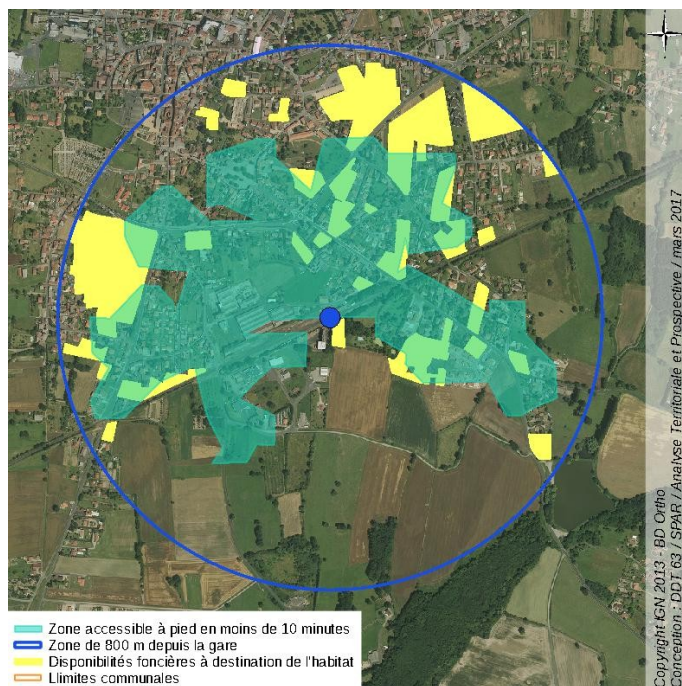 Copyright IGN 2013 - BD Ortho
Conception : DDT 63 / SPAR / Analyse Territoriale et Prospective / mars 2017
Zone accessible à pied en moins de 10 minutes
Zone de 800 m depuis la gare
Disponibilités foncières à destination de l'habitat
Llimites communales